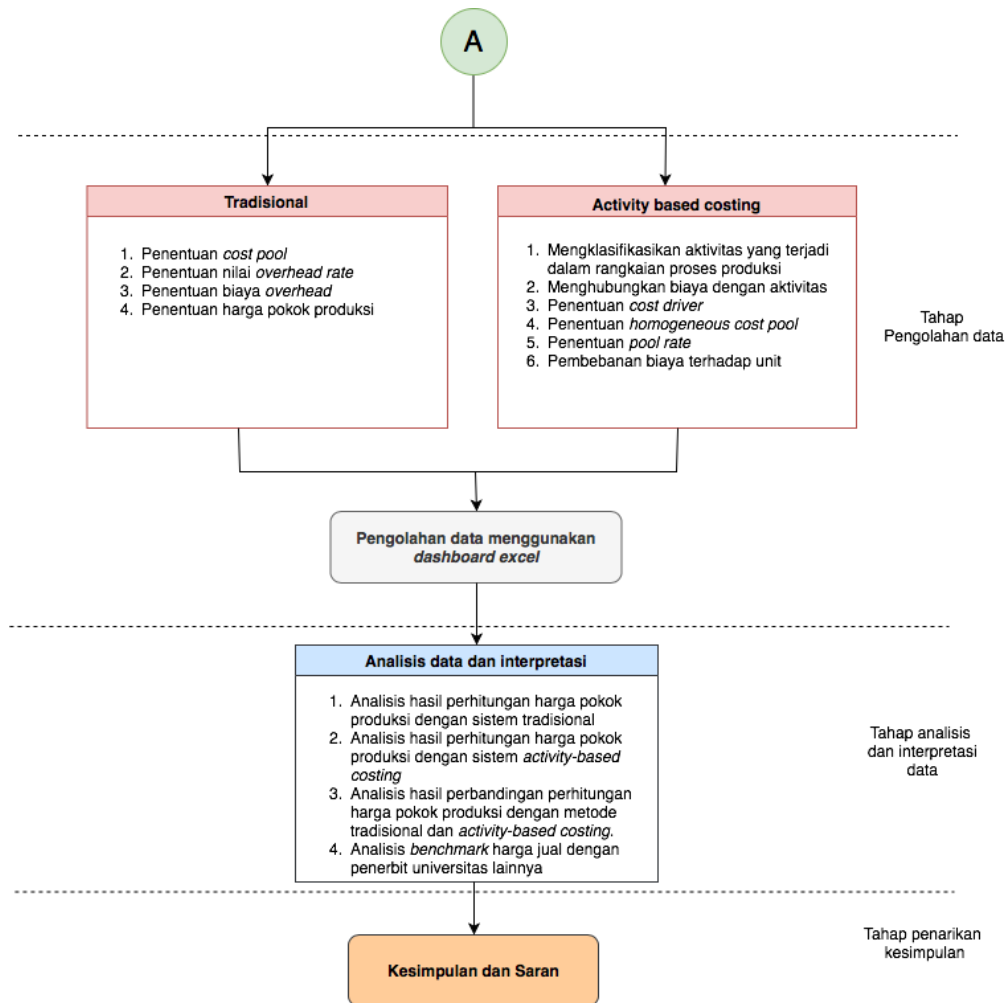 A
Tradisional
1. Penentuan cost pool
2. Penentuan nilai overhead rate
3. Penentuan biaya overhead
4. Penentuan harga pokok produksi
Activity based costing
1. Mengklasifikasikan aktivitas yang terjadi
dalam rangkaian proses produksi
2. Menghubungkan biaya dengan aktivitas
3. Penentuan cost driver
4. Penentuan homogeneous cost pool
5. Penentuan pool rate
6. Pembebanan biaya terhadap unit
Tahap
Pengolahan data
Pengolahan data menggunakan
dashboard excel
Analisis data dan interpretasi
1. Analisis hasil perhitungan harga pokok
produksi dengan sistem tradisional
2. Analisis hasil perhitungan harga pokok
produksi dengan sistem activity-based
costing
3. Analisis hasil perbandingan perhitungan
harga pokok produksi dengan metode
tradisional dan activity-based costing.
4. Analisis benchmark harga jual dengan
penerbit universitas lainnya
Tahap analisis
dan interpretasi
data
Kesimpulan dan Saran
Tahap penarikan
kesimpulan